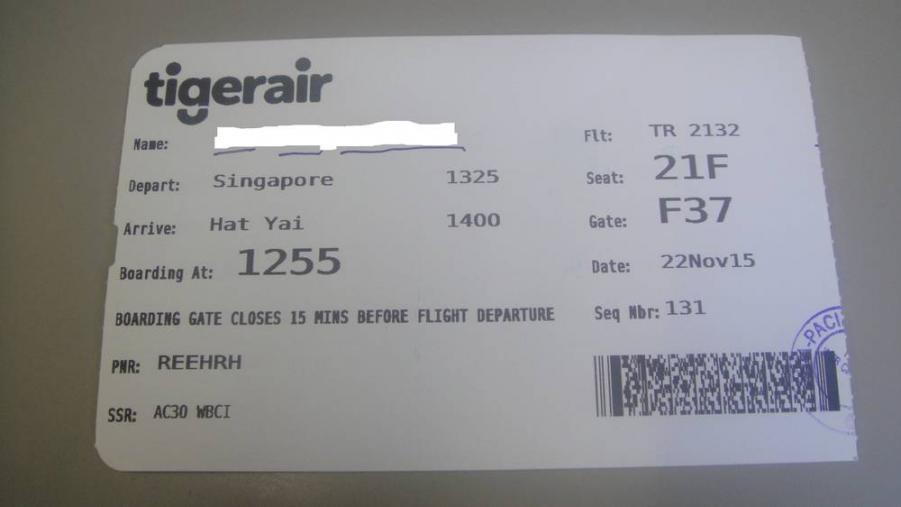 tigerair
Name:
Flt: TR 2132
Depart: Singapore 1325
Seat: 21F
Arrive: Hat Yai 1400
Gate: F37
Boarding At: 1255
Date: 22Nov15
BOARDING GATE CLOSES 15 MINS BEFORE FLIGHT DEPARTURE
Seq Nbr: 131
PNR: REEHRH
SSR: AC30 WBCI